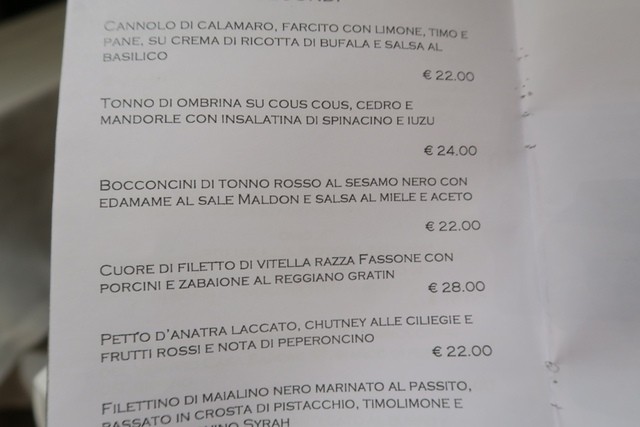 CANNOLO DI CALAMARO, FARCITO CON LIMONE, TIMO E
PANE, SU CREMA DI RICOTTA DI BUFALA E SALSA AL
BASILICO
€ 22.00
TONNO DI OMBRINA SU COUS COUS, CEDRO E
MANDORLE CON INSALATINA DI SPINACINO E IUZU
€ 24.00
BOCCONCINI DI TONNO ROSSO AL SESAMO NERO CON
EDAMAME AL SALE MALDON E SALSA AL MIELE E ACETO
€ 22.00
CUORE DI FILETTO DI VITELLA RAZZA FASSONE CON
PORCINI E ZABAIONE AL REGGIANO GRATIN
€ 28.00
PETTO D'ANATRA LACCATO, CHUTNEY ALLE CILIEGIE E
FRUTTI ROSSI E NOTA DI PEPERONCINO
€ 22.00
FILETTINO DI MAIALINO NERO MARINATO AL PASSITO,
PASSATO IN CROSTA DI PISTACCHIO, TIMOLIMONE E
VINO SYRAH